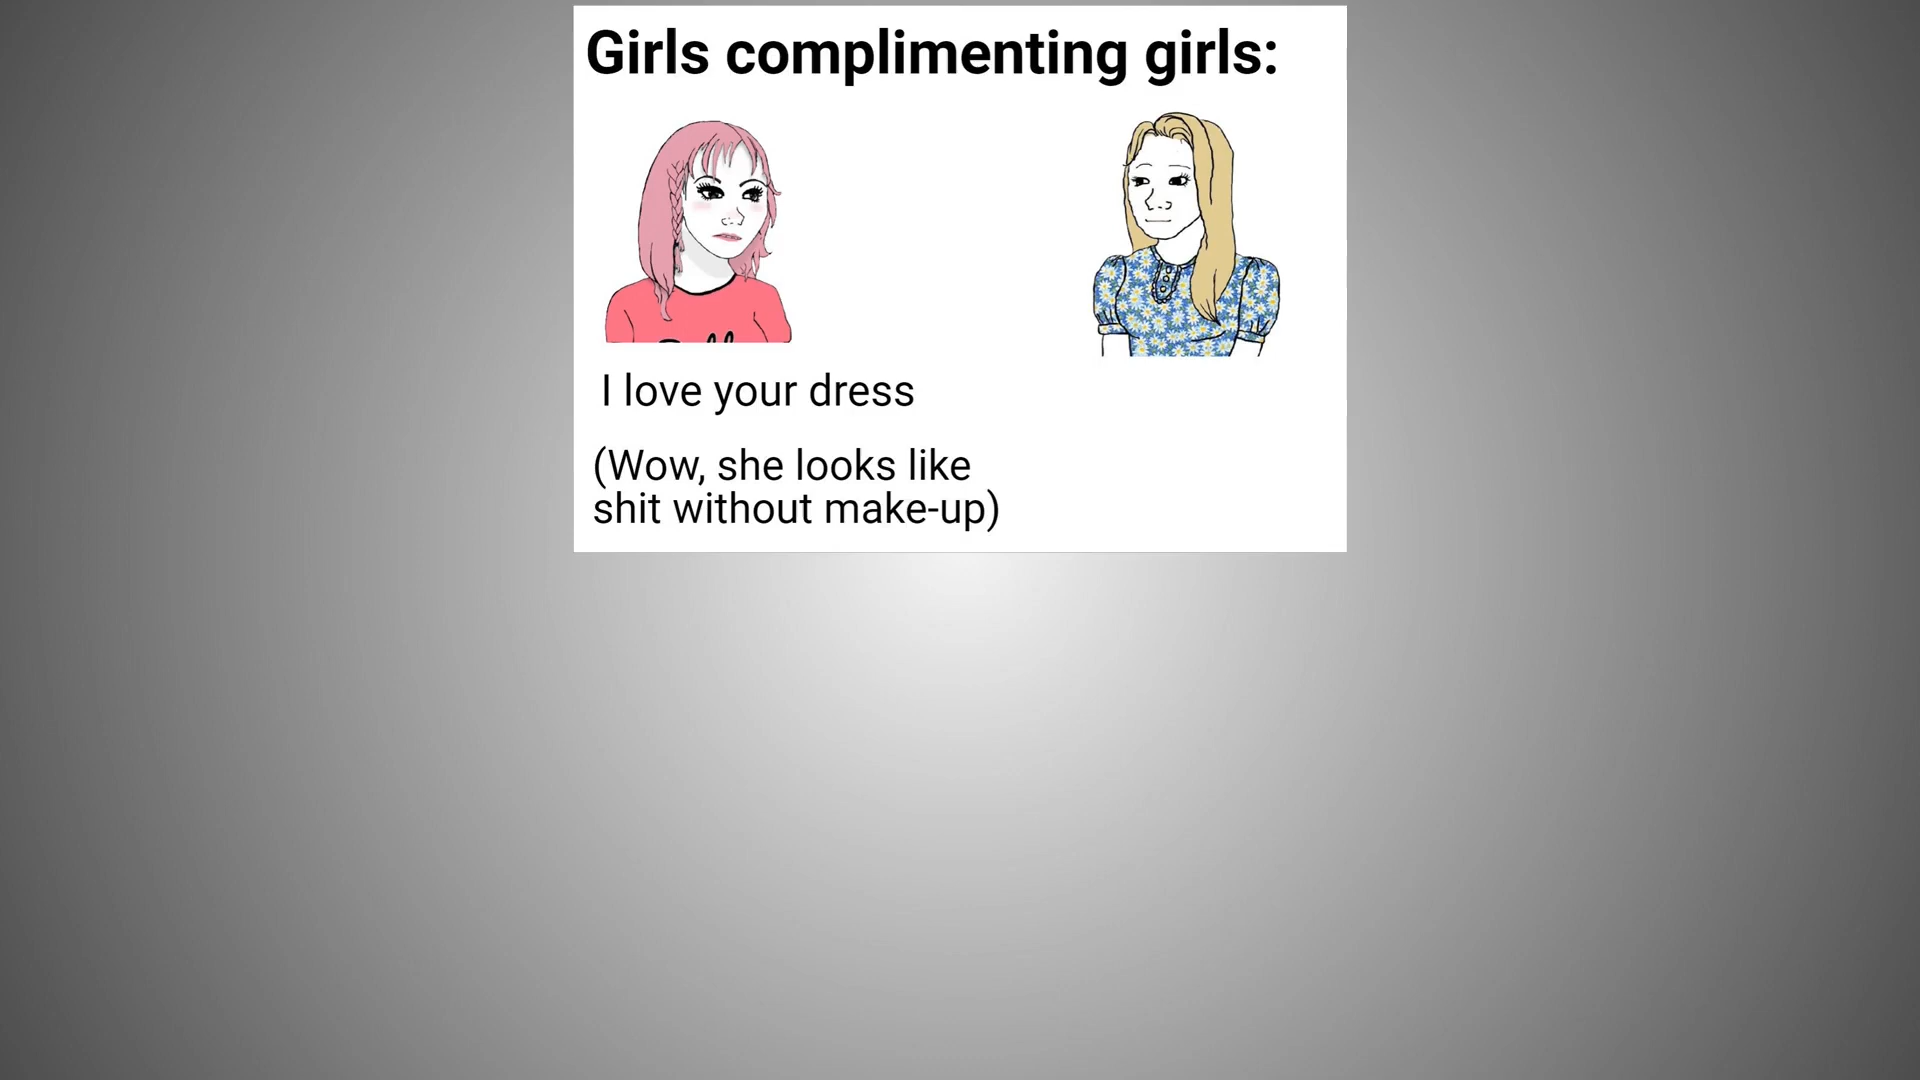 Girls complimenting girls:
I love your dress
(Wow, she looks like
shit without make-up)